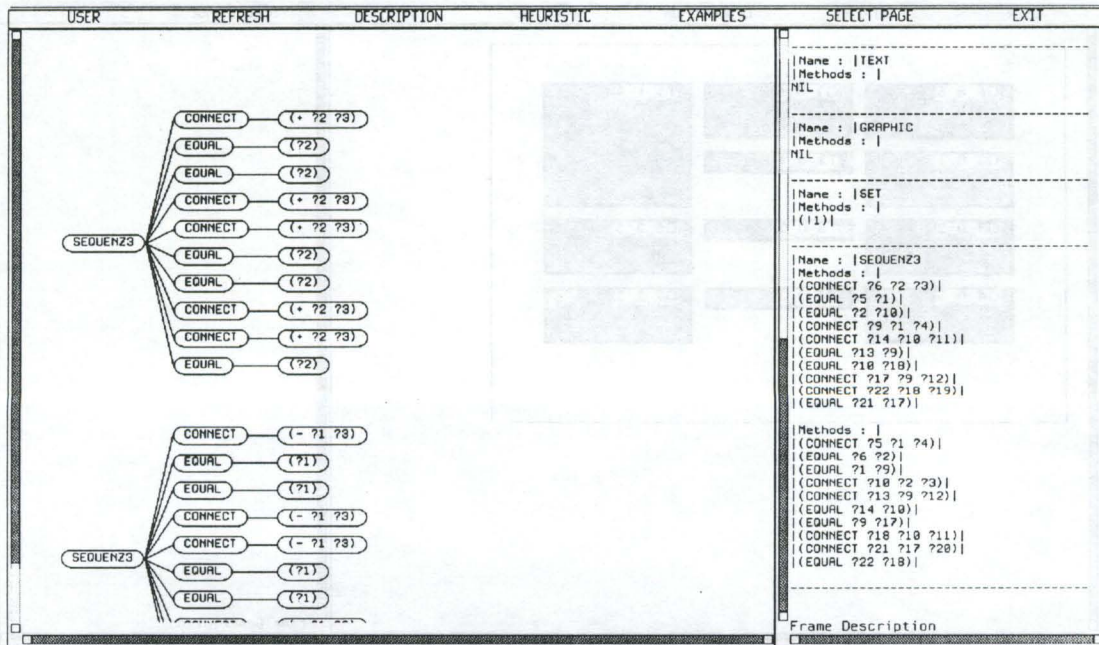 USER REFRESH DESCRIPTION HEURISTIC EXAMPLES SELECT PAGE EXIT
CONNECT (+ ?2 ?3)
EQUAL (?2)
EQUAL (?2)
CONNECT (+ ?2 ?3)
CONNECT (+ ?2 ?3)
SEQUENZ3
EQUAL (?2)
EQUAL (?2)
CONNECT (+ ?2 ?3)
CONNECT (+ ?2 ?3)
EQUAL (?2)
CONNECT (- ?1 ?3)
EQUAL (?1)
EQUAL (?1)
CONNECT (- ?1 ?3)
CONNECT (- ?1 ?3)
SEQUENZ3
EQUAL (?1)
EQUAL (?1)
|Name : |TEXT
|Methods : |
NIL
|Name : |GRAPHIC
|Methods : |
NIL
|Name : |SET
|Methods : |
|(!1)|
|Name : |SEQUENZ3
|Methods : |
|(CONNECT ?6 ?2 ?3)|
|(EQUAL ?5 ?1)|
|(EQUAL ?2 ?10)|
|(CONNECT ?9 ?1 ?4)|
|(CONNECT ?14 ?10 ?11)|
|(EQUAL ?13 ?9)|
|(EQUAL ?10 ?18)|
|(CONNECT ?17 ?9 ?12)|
|(CONNECT ?22 ?18 ?19)|
|(EQUAL ?21 ?17)|
|Methods : |
|(CONNECT ?5 ?1 ?4)|
|(EQUAL ?6 ?2)|
|(EQUAL ?1 ?9)|
|(CONNECT ?10 ?2 ?3)|
|(CONNECT ?13 ?9 ?12)|
|(EQUAL ?14 ?10)|
|(EQUAL ?9 ?17)|
|(CONNECT ?18 ?10 ?11)|
|(CONNECT ?21 ?17 ?20)|
|(EQUAL ?22 ?18)|
Frame Description